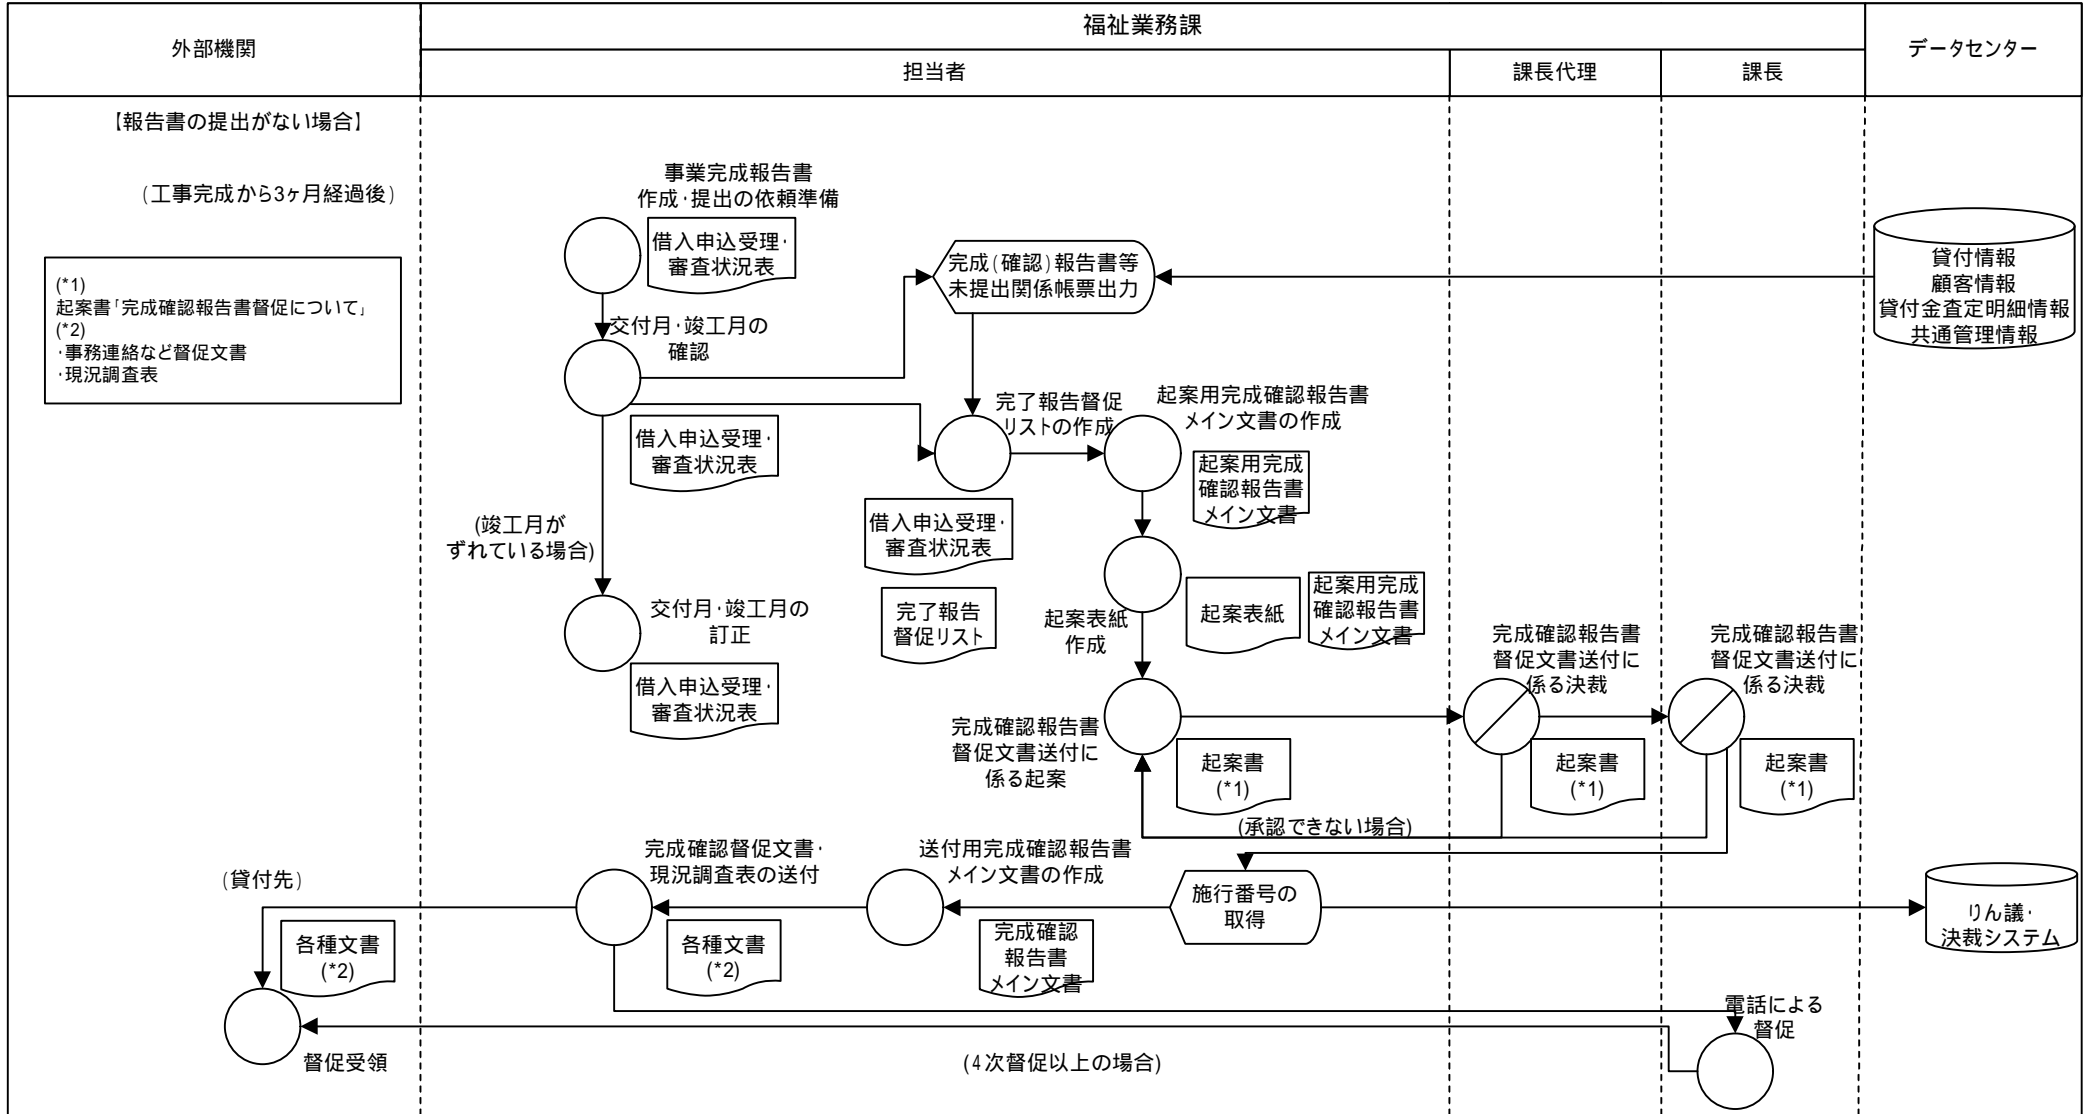 外部機関
福祉業務課
データセンター
担当者
課長代理
課長
【報告書の提出がない場合】
(工事完成から3ヶ月経過後)
(*1)
起案書「完成確認報告書督促について」
(*2)
・事務連絡など督促文書
・現況調査表
事業完成報告書
作成・提出の依頼準備
借入申込受理・
審査状況表
交付月・竣工月の
確認
借入申込受理・
審査状況表
(竣工月が
ずれている場合)
交付月・竣工月の
訂正
借入申込受理・
審査状況表
完成(確認)報告書等
未提出関係帳票出力
貸付情報
顧客情報
貸付金査定明細情報
共通管理情報
完了報告督促
リストの作成
借入申込受理・
審査状況表
完了報告
督促リスト
起案用完成確認報告書
メイン文書の作成
起案用完成
確認報告書
メイン文書
起案表紙
作成
起案表紙
起案用完成
確認報告書
メイン文書
完成確認報告書
督促文書送付に
係る起案
起案書
(*1)
完成確認報告書
督促文書送付に
係る決裁
起案書
(*1)
完成確認報告書
督促文書送付に
係る決裁
起案書
(*1)
(承認できない場合)
施行番号の
取得
りん議・
決裁システム
送付用完成確認報告書
メイン文書の作成
完成確認
報告書
メイン文書
完成確認督促文書・
現況調査表の送付
各種文書
(*2)
(貸付先)
各種文書
(*2)
督促受領
電話による
督促
(4次督促以上の場合)